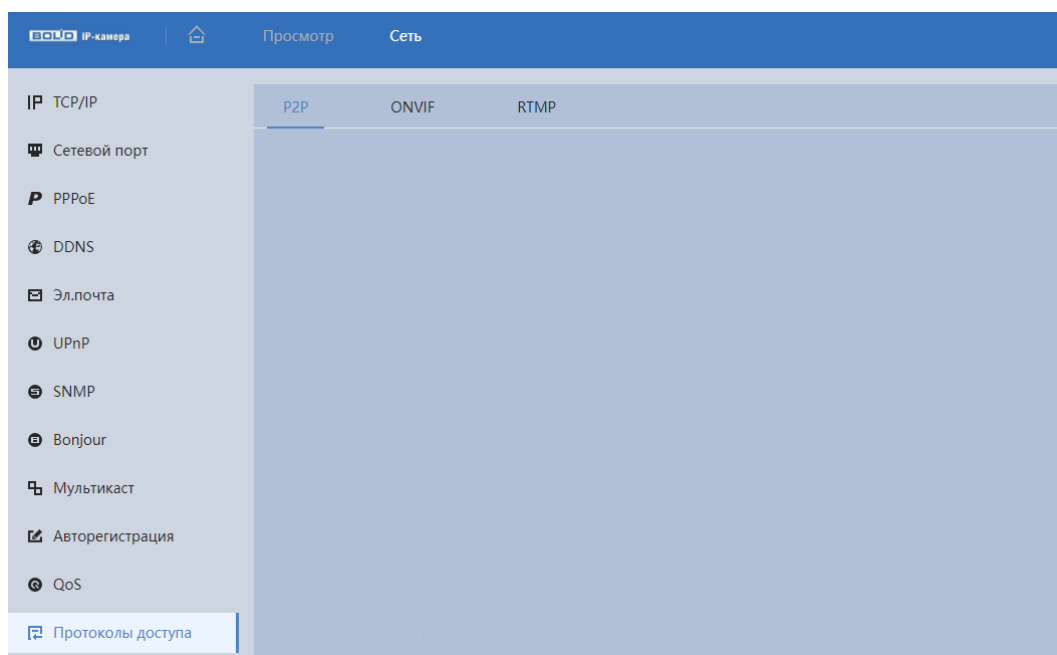 BOLID IP-камера Просмотр Сеть
TCP/IP
P2P ONVIF RTMP
Сетевой порт
PPPoE
DDNS
Эл.почта
UPnP
SNMP
Bonjour
Мультикаст
Авторегистрация
QoS
Протоколы доступа